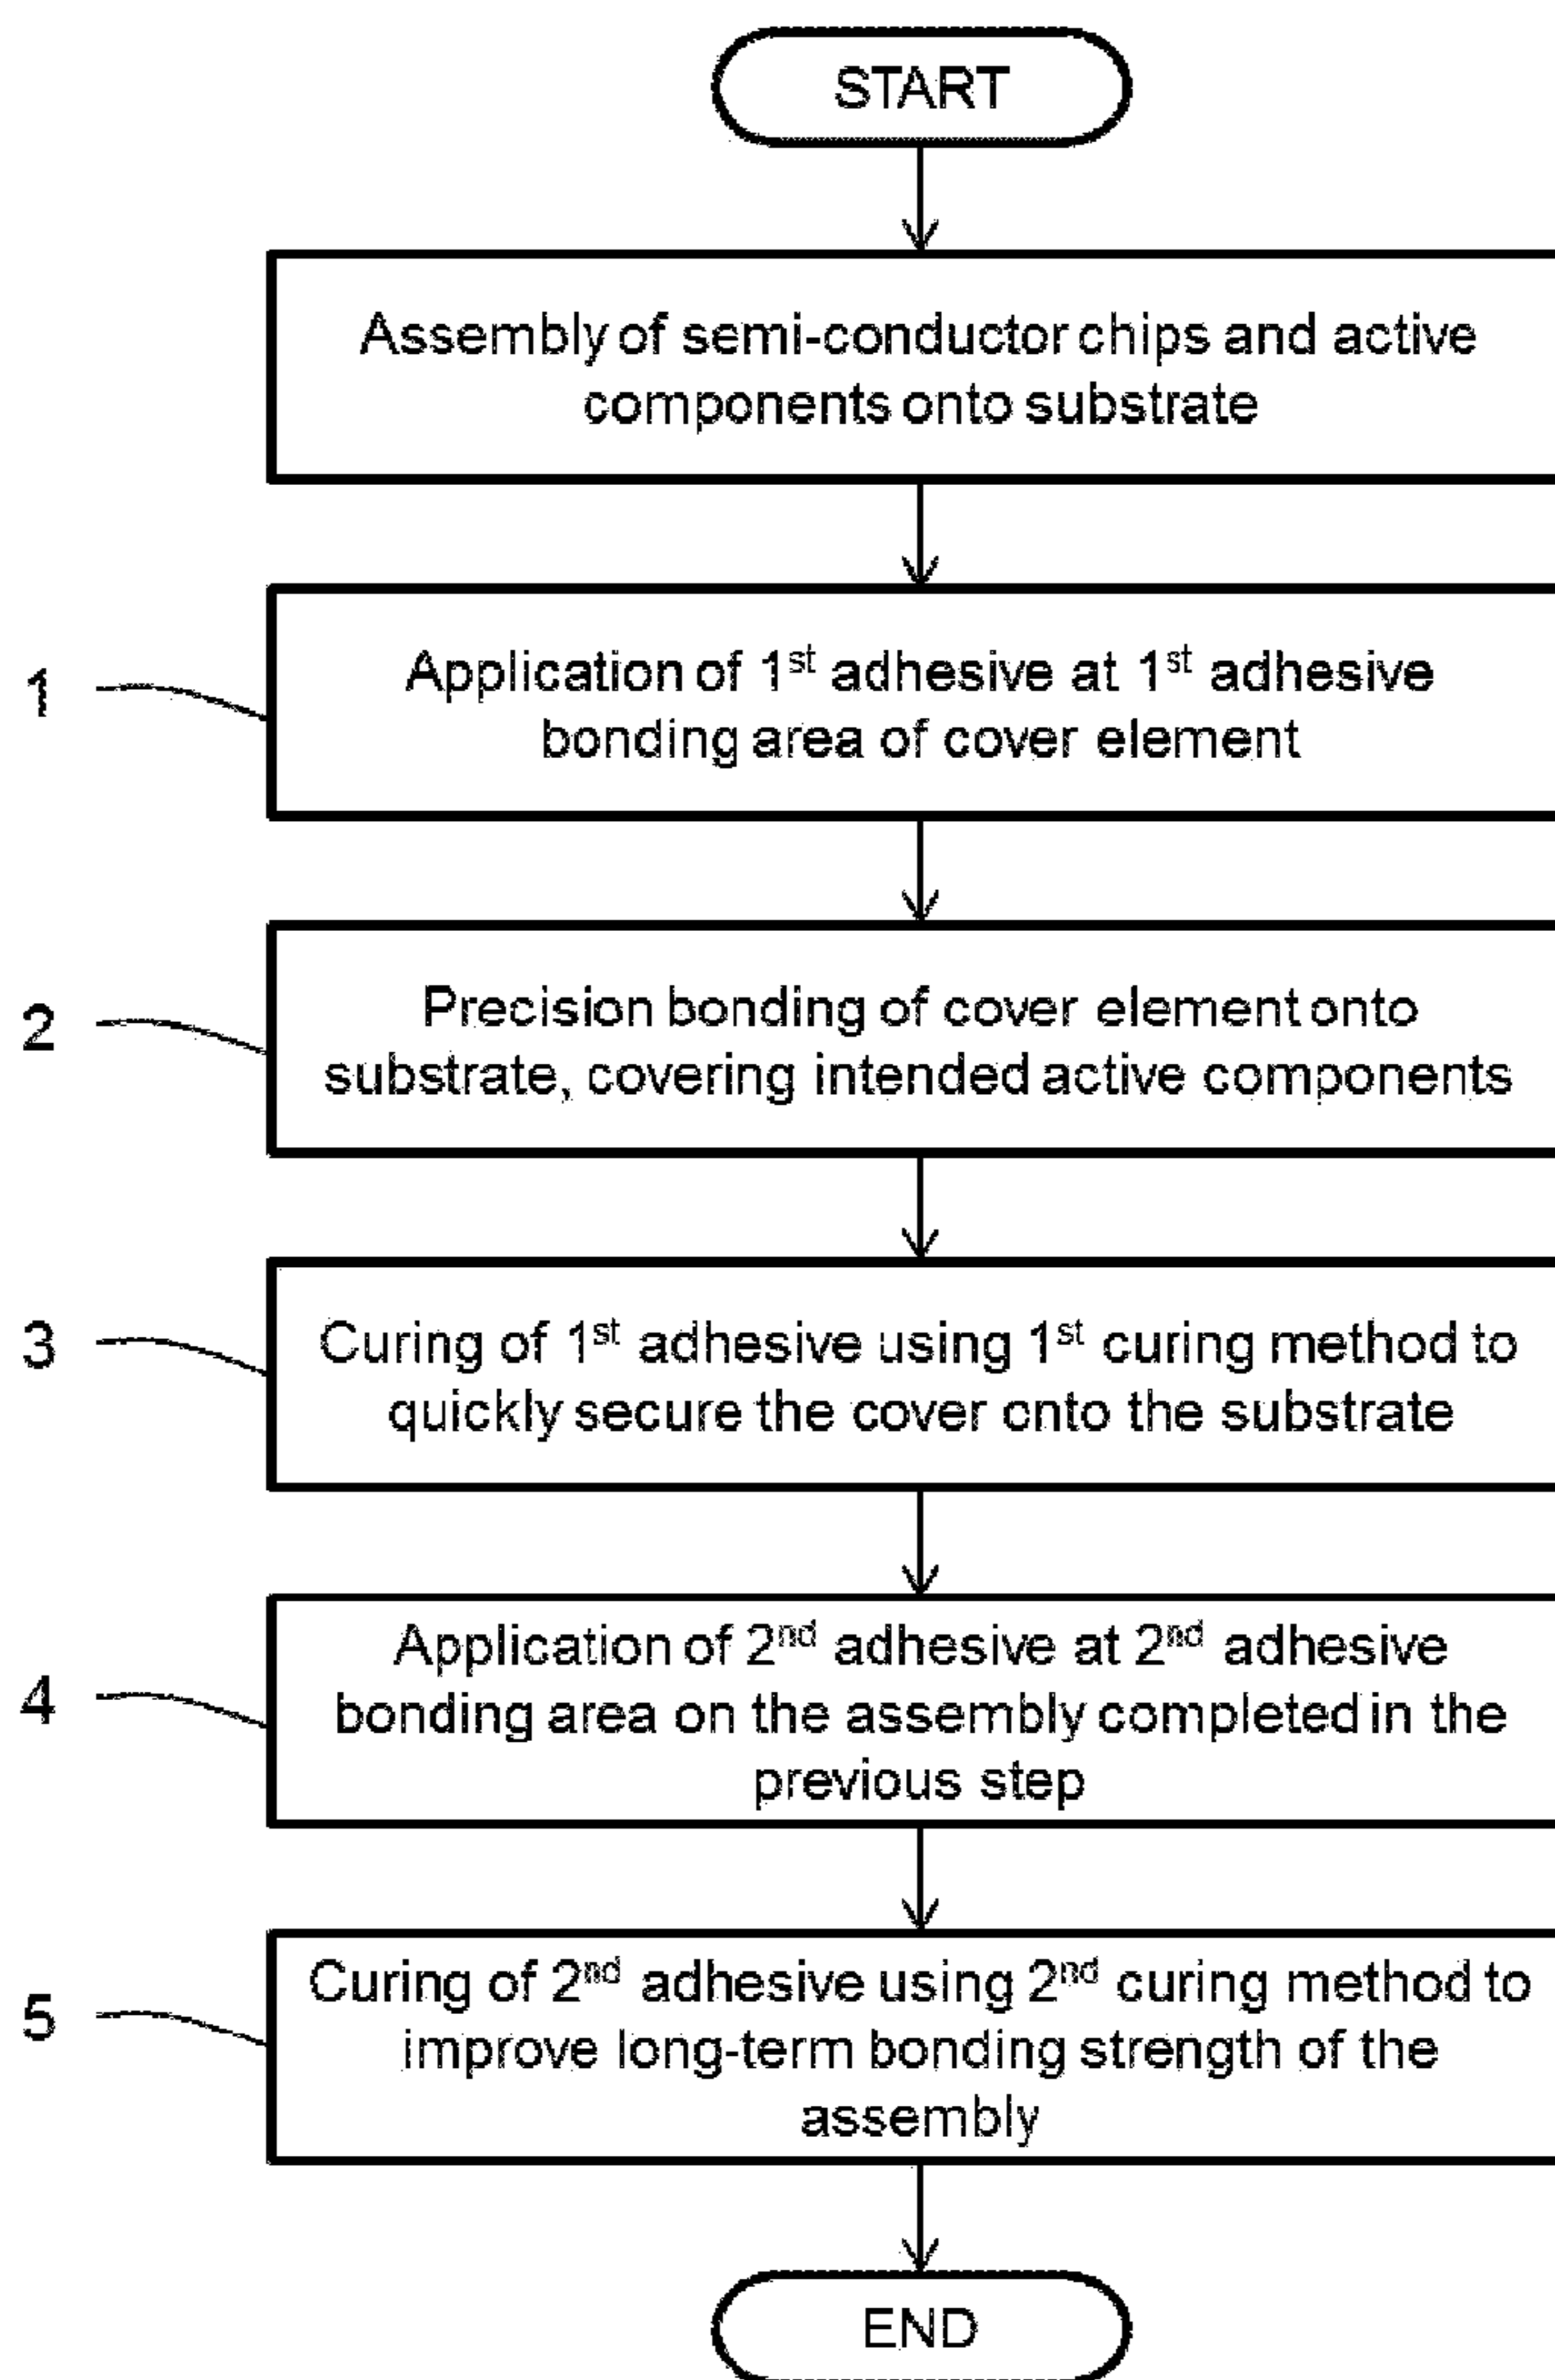 START
Assembly of semi-conductor chips and active
components onto substrate
1
Application of 1st adhesive at 1st adhesive
bonding area of cover element
2
Precision bonding of cover element onto
substrate, covering intended active components
3
Curing of 1st adhesive using 1st curing method to
quickly secure the cover onto the substrate
4
Application of 2nd adhesive at 2nd adhesive
bonding area on the assembly completed in the
previous step
5
Curing of 2nd adhesive using 2nd curing method to
improve long-term bonding strength of the
assembly
END